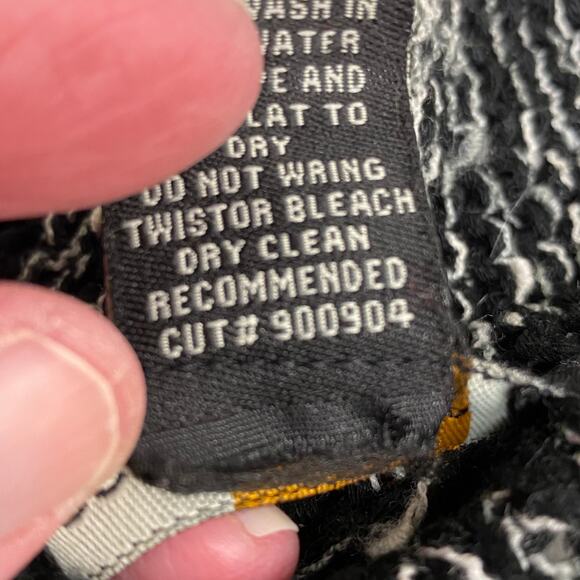 WASH IN
WATER
AND
LAT TO
DRY
DO NOT WRING
TWISTOR BLEACH
DRY CLEAN
RECOMMENDED
CUT# 900904